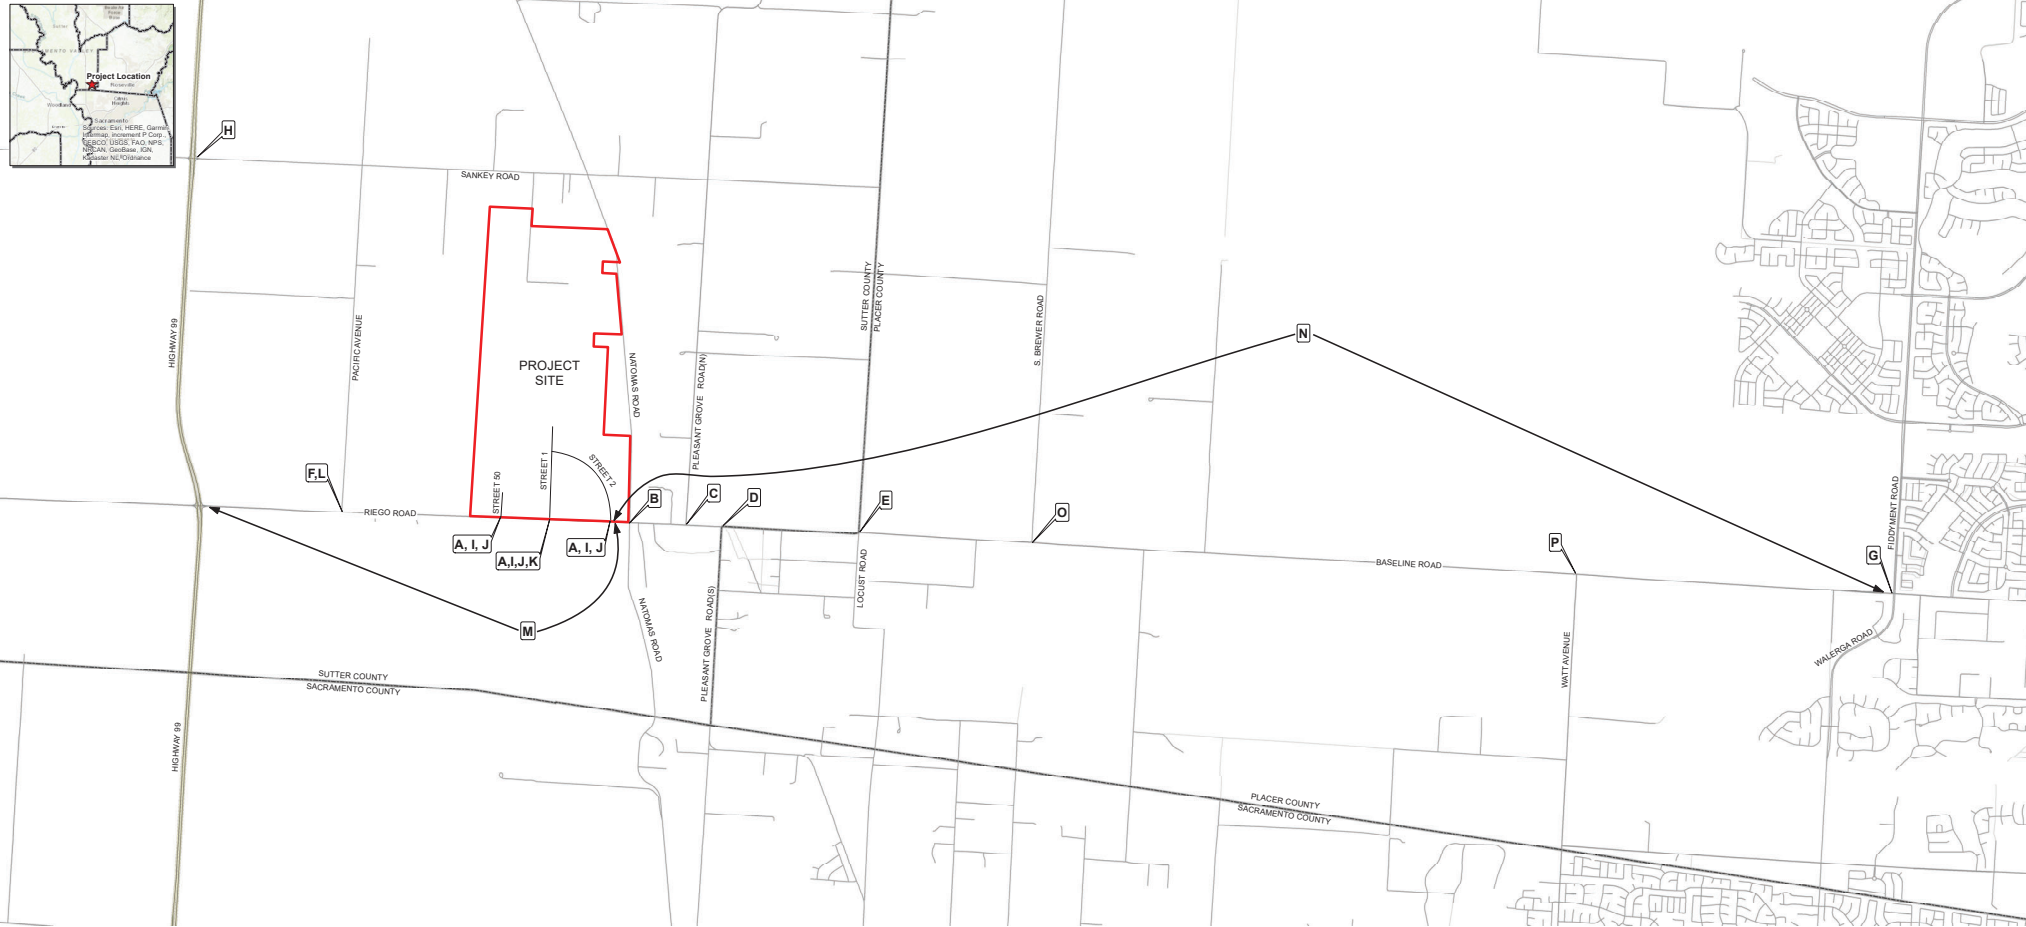 Project Location
Roseville
Citrus
Heights
Woodland
Sacramento
Sources: Esri, HERE, Garmin,
Intermap, increment P Corp.,
GEBCO, USGS, FAO, NPS,
NRCAN, GeoBase, IGN,
Kadaster NL, Ordnance
H
SANKEY ROAD
HIGHWAY 99
PACIFIC AVENUE
PROJECT
SITE
NATOMAS ROAD
PLEASANT GROVE ROAD(N)
SUTTER COUNTY
PLACER COUNTY
S. BREWER ROAD
N
F,L
RIEGO ROAD
STREET 50
STREET 1
STREET 2
B
C
D
E
O
P
G
FIDDYMENT ROAD
A, I, J
A,I,J,K
A, I, J
BASELINE ROAD
LOCUST ROAD
M
NATOMAS ROAD
PLEASANT GROVE ROAD(S)
WATT AVENUE
WALERGA ROAD
SUTTER COUNTY
SACRAMENTO COUNTY
HIGHWAY 99
PLACER COUNTY
SACRAMENTO COUNTY